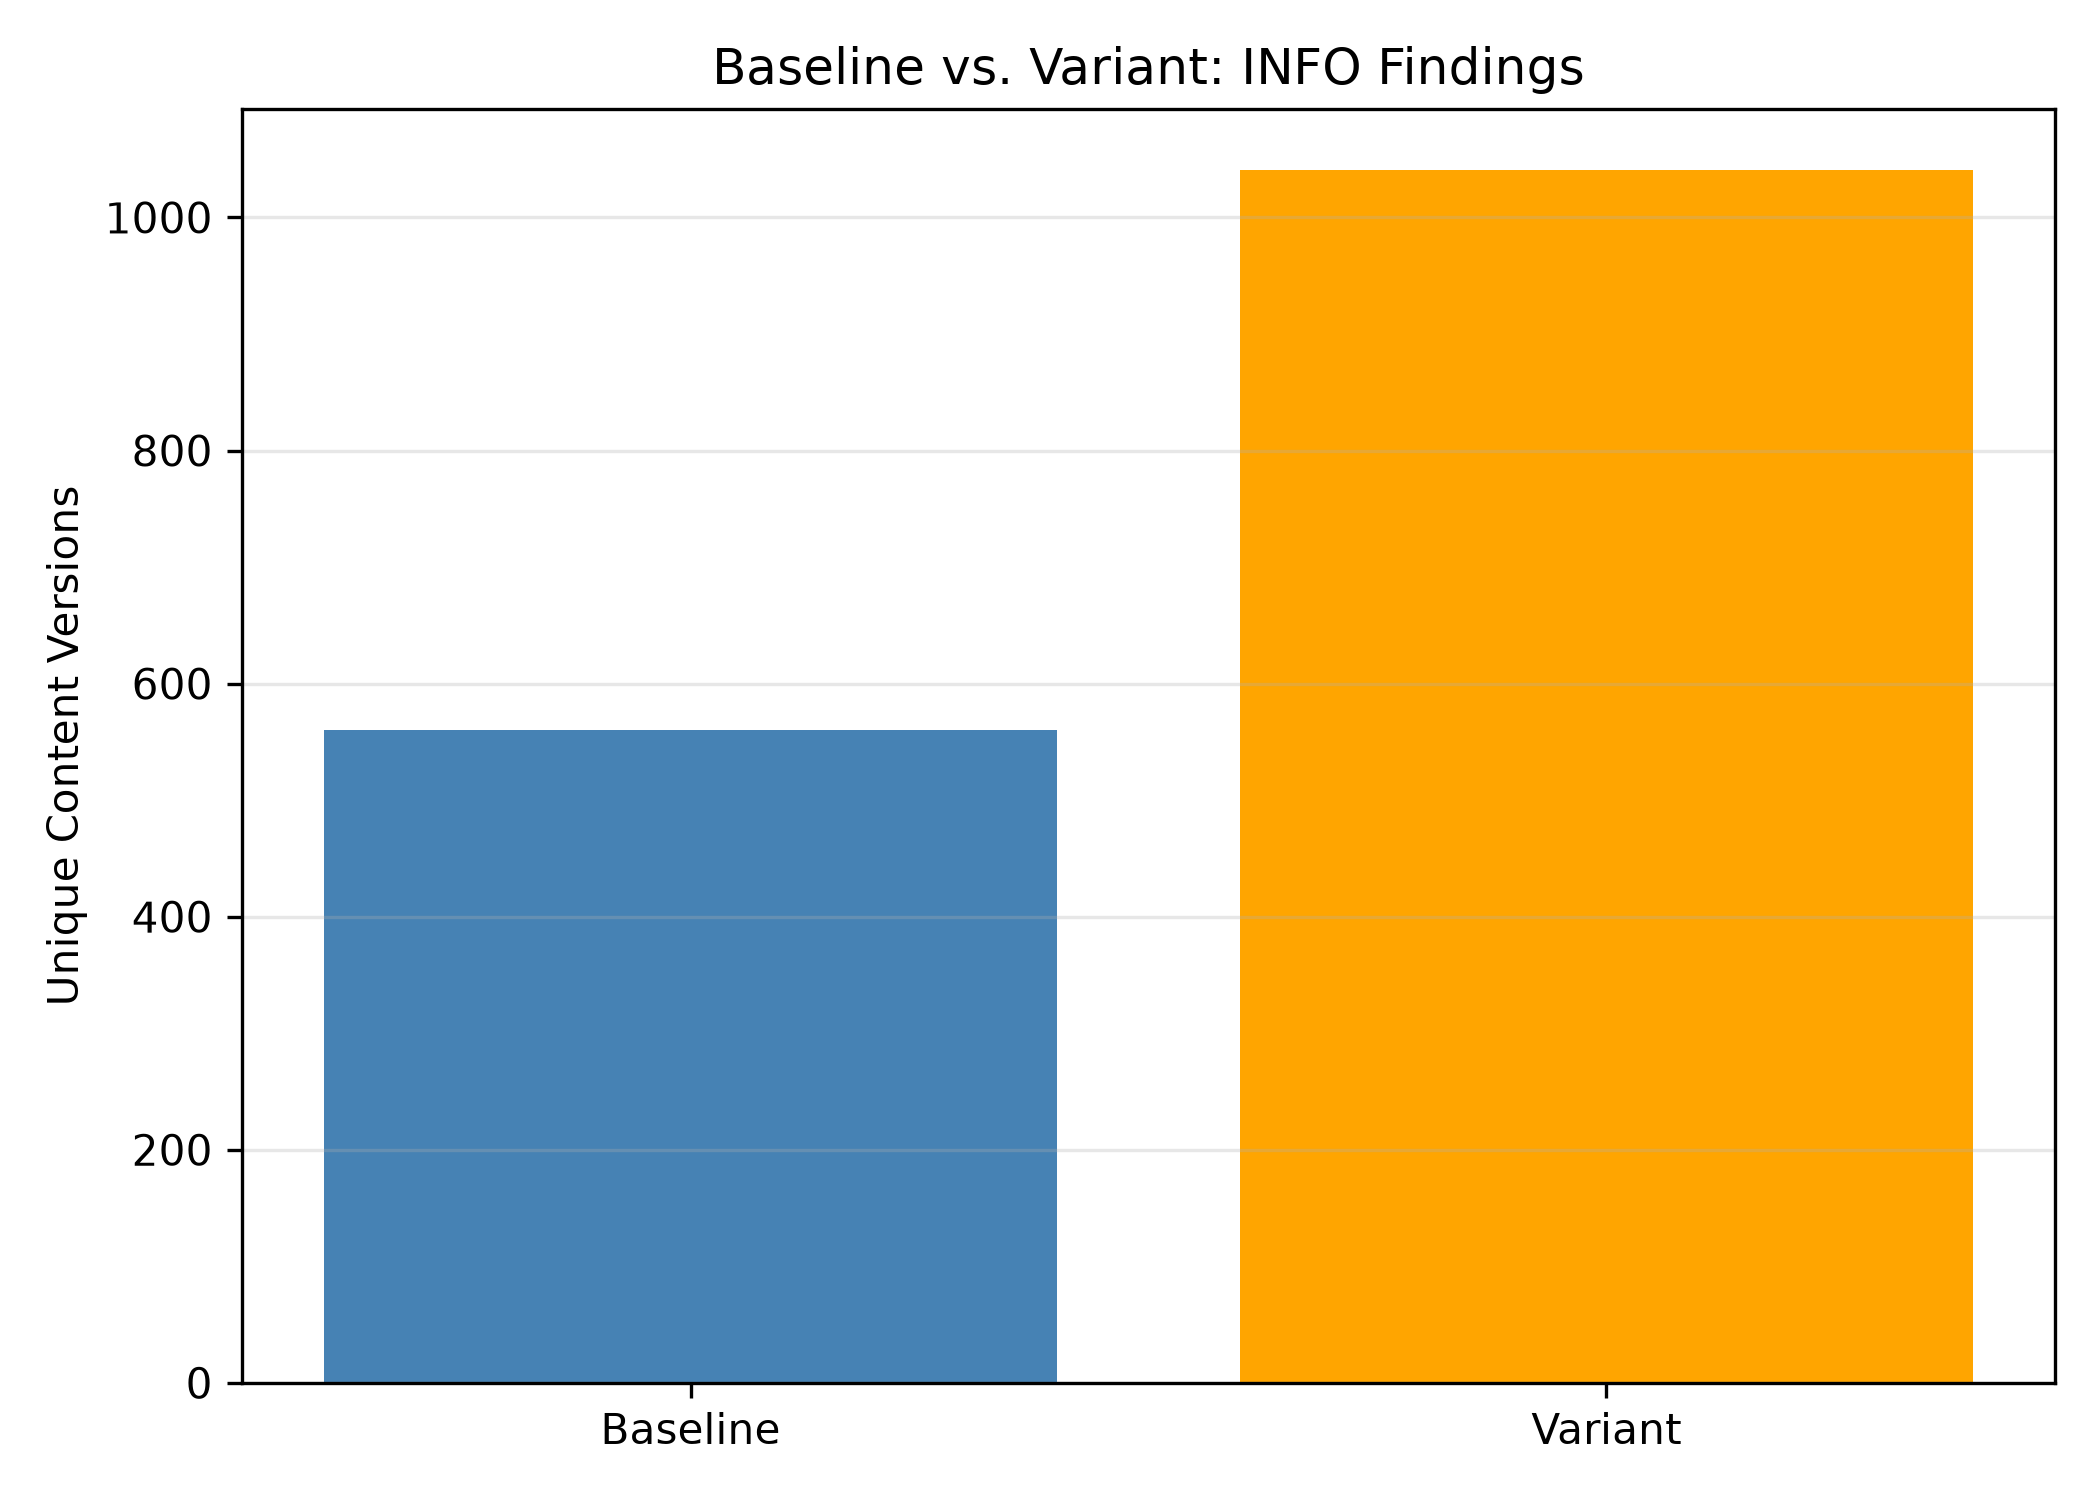 Baseline vs. Variant: INFO Findings
Unique Content Versions
1000
800
600
400
200
0
Baseline
Variant